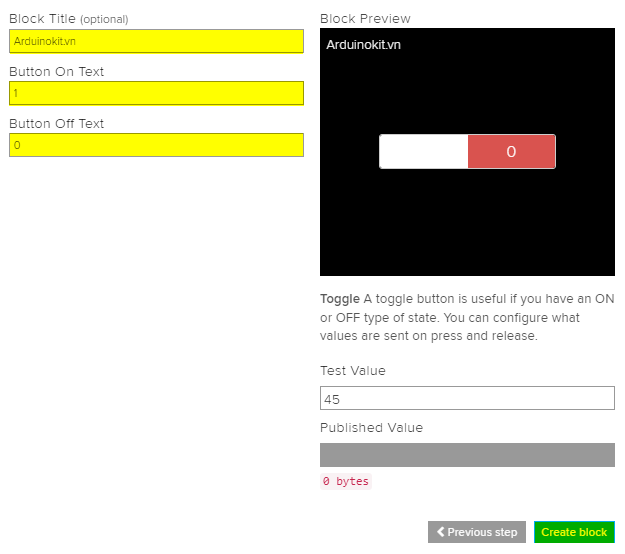 Block Title (optional)
Arduinokit.vn
Button On Text
1
Button Off Text
0
Block Preview
Arduinokit.vn
0
Toggle A toggle button is useful if you have an ON
or OFF type of state. You can configure what
values are sent on press and release.
Test Value
45
Published Value
0 bytes
Previous step
Create block